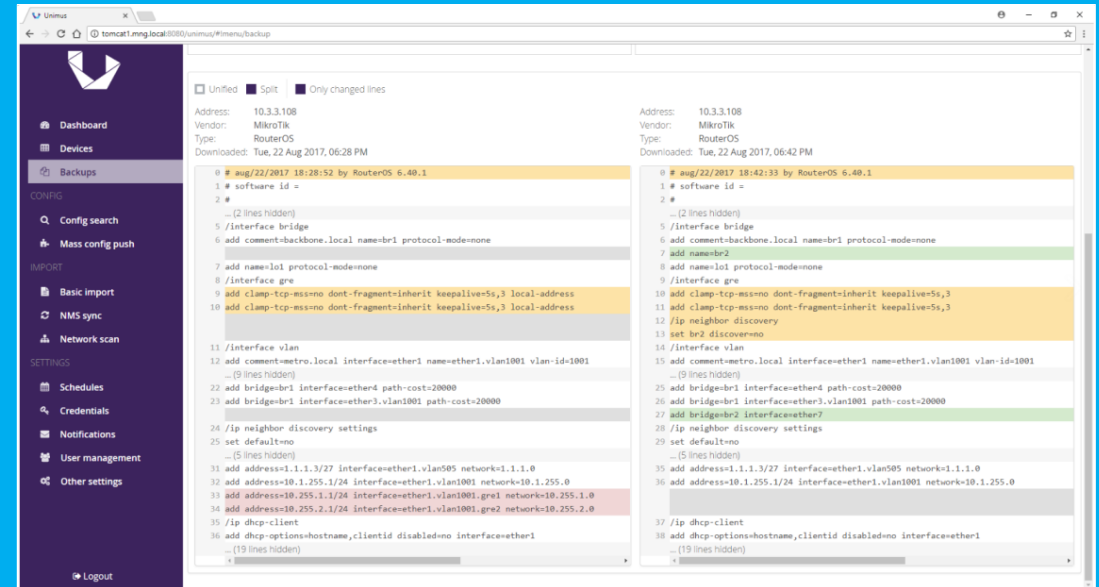 Unimus
tomcat1.mng.local:8080/unimus/#!menu/backup
Dashboard
Devices
Backups
CONFIG
Config search
Mass config push
IMPORT
Basic import
NMS sync
Network scan
SETTINGS
Schedules
Credentials
Notifications
User management
Other settings
Logout
Unified Split Only changed lines
Address: 10.3.3.108
Vendor: MikroTik
Type: RouterOS
Downloaded: Tue, 22 Aug 2017, 06:28 PM
0 # aug/22/2017 18:28:52 by RouterOS 6.40.1
1 # software id =
2 #
... (2 lines hidden)
5 /interface bridge
6 add comment=backbone.local name=br1 protocol-mode=none
7 add name=lo1 protocol-mode=none
8 /interface gre
9 add clamp-tcp-mss=no dont-fragment=inherit keepalive=5s,3 local-address
10 add clamp-tcp-mss=no dont-fragment=inherit keepalive=5s,3 local-address
11 /interface vlan
12 add comment=metro.local interface=ether1 name=ether1.vlan1001 vlan-id=1001
... (9 lines hidden)
22 add bridge=br1 interface=ether4 path-cost=20000
23 add bridge=br1 interface=ether3.vlan1001 path-cost=20000
24 /ip neighbor discovery settings
25 set default=no
... (5 lines hidden)
31 add address=1.1.1.3/27 interface=ether1.vlan505 network=1.1.1.0
32 add address=10.1.255.1/24 interface=ether1.vlan1001 network=10.1.255.0
33 add address=10.255.1.1/24 interface=ether1.vlan1001.gre1 network=10.255.1.0
34 add address=10.255.2.1/24 interface=ether1.vlan1001.gre2 network=10.255.2.0
35 /ip dhcp-client
36 add dhcp-options=hostname,clientid disabled=no interface=ether1
... (19 lines hidden)
Address: 10.3.3.108
Vendor: MikroTik
Type: RouterOS
Downloaded: Tue, 22 Aug 2017, 06:42 PM
0 # aug/22/2017 18:42:33 by RouterOS 6.40.1
1 # software id =
2 #
... (2 lines hidden)
5 /interface bridge
6 add comment=backbone.local name=br1 protocol-mode=none
7 add name=br2
8 add name=lo1 protocol-mode=none
9 /interface gre
10 add clamp-tcp-mss=no dont-fragment=inherit keepalive=5s,3
11 add clamp-tcp-mss=no dont-fragment=inherit keepalive=5s,3
12 /ip neighbor discovery
13 set br2 discover=no
14 /interface vlan
15 add comment=metro.local interface=ether1 name=ether1.vlan1001 vlan-id=1001
... (9 lines hidden)
25 add bridge=br1 interface=ether4 path-cost=20000
26 add bridge=br1 interface=ether3.vlan1001 path-cost=20000
27 add bridge=br2 interface=ether7
28 /ip neighbor discovery settings
29 set default=no
... (5 lines hidden)
35 add address=1.1.1.3/27 interface=ether1.vlan505 network=1.1.1.0
36 add address=10.1.255.1/24 interface=ether1.vlan1001 network=10.1.255.0
37 /ip dhcp-client
38 add dhcp-options=hostname,clientid disabled=no interface=ether1
... (19 lines hidden)